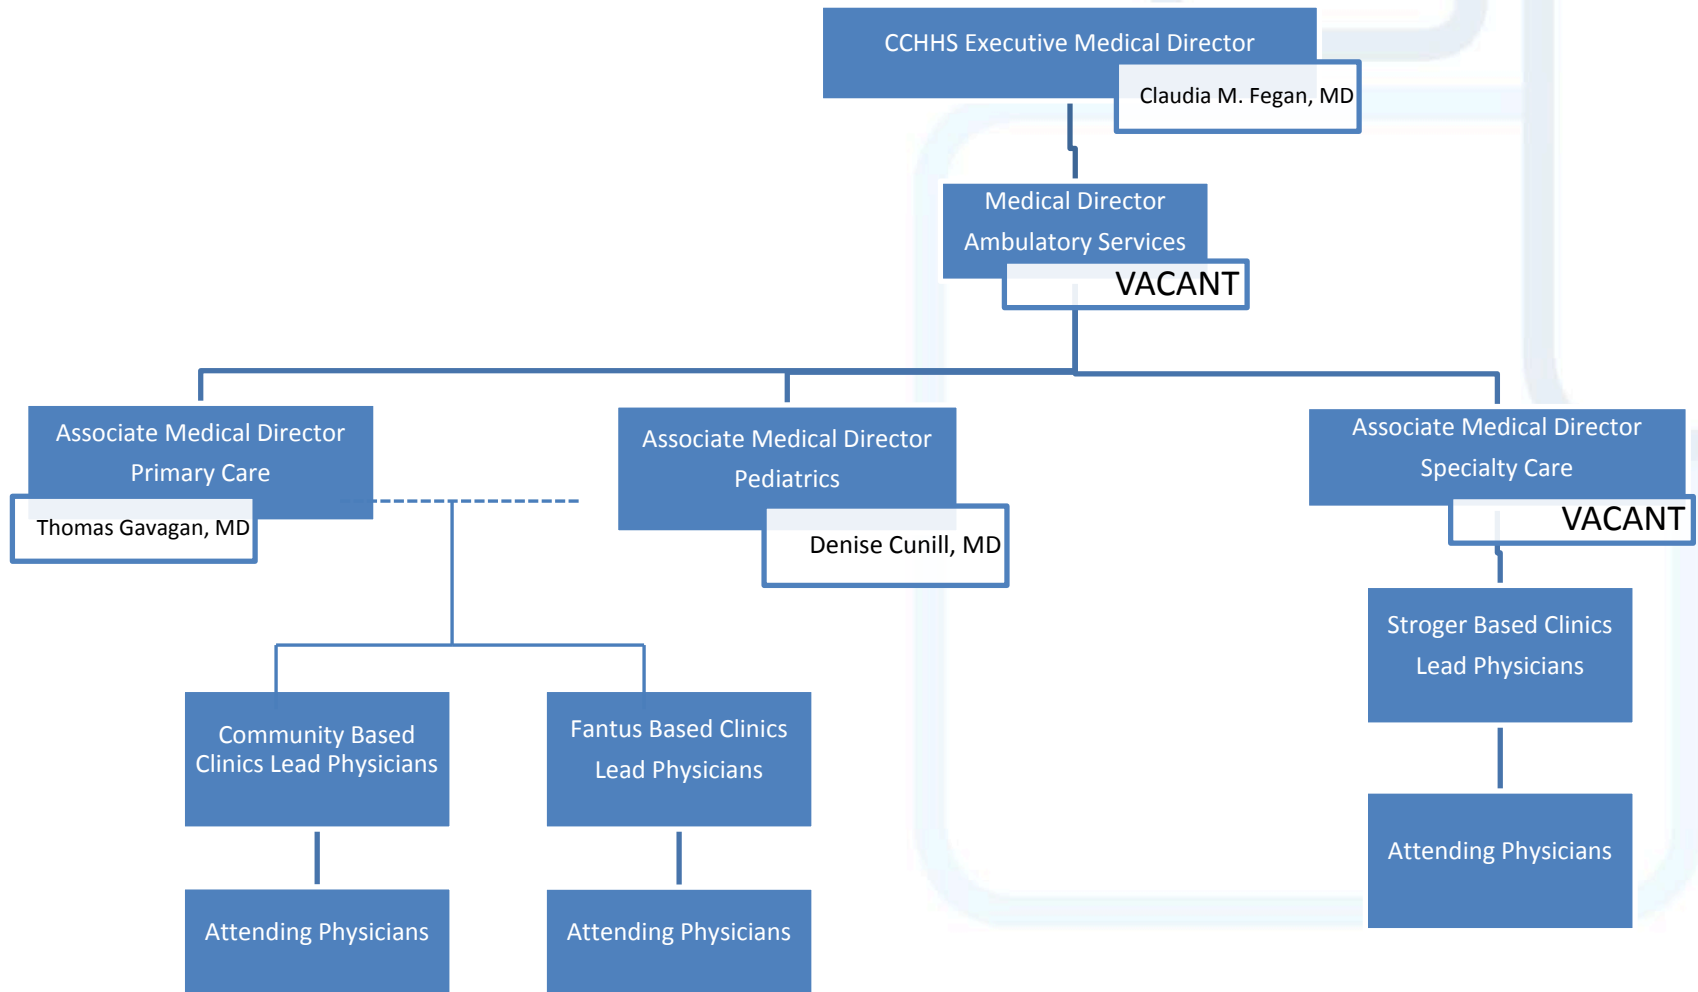 CCHHS Executive Medical Director
Claudia M. Fegan, MD
Medical Director
Ambulatory Services
VACANT
Associate Medical Director
Primary Care
Thomas Gavagan, MD
Associate Medical Director
Pediatrics
Denise Cunill, MD
Associate Medical Director
Specialty Care
VACANT
Stroger Based Clinics
Lead Physicians
Community Based
Clinics Lead Physicians
Fantus Based Clinics
Lead Physicians
Attending Physicians
Attending Physicians
Attending Physicians